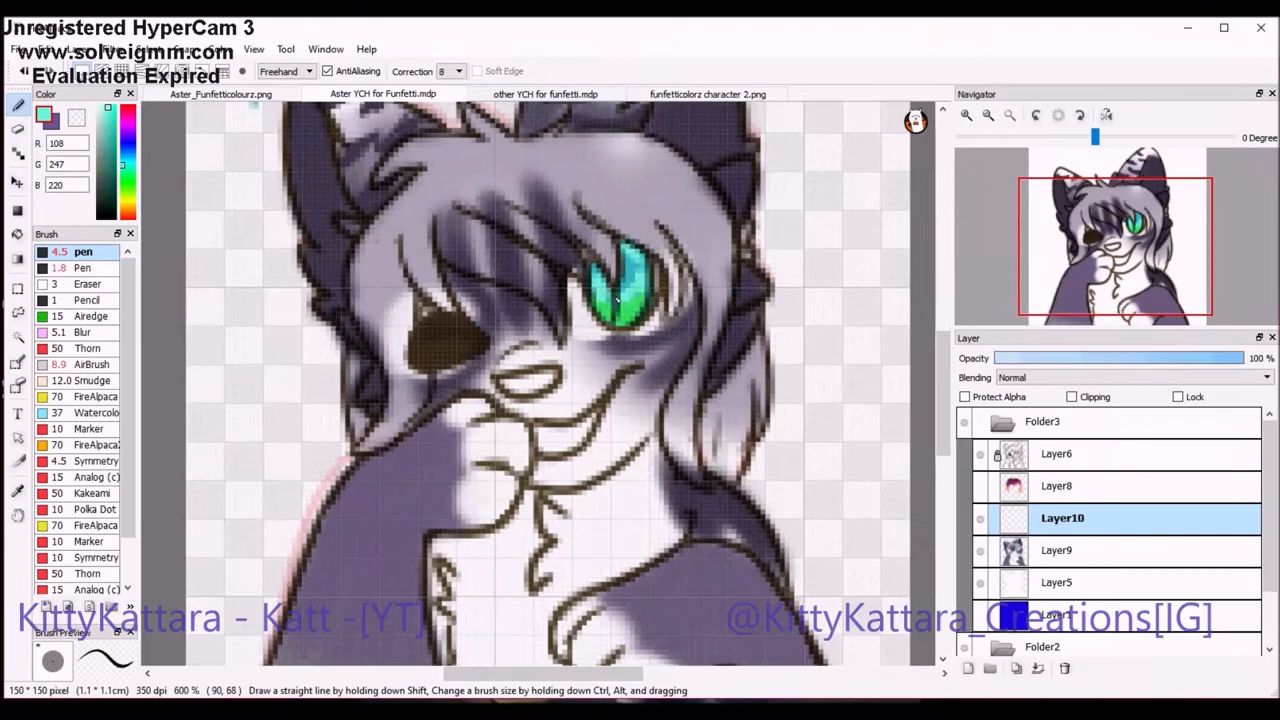 Unregistered HyperCam 3
www.solveigmm.com
Evaluation Expired
View Tool Window Help
Freehand AntiAliasing Correction 8 Soft Edge
Color
R 108
G 247
B 220
Brush
4.5 pen
1.8 Pen
3 Eraser
1 Pencil
15 Airedge
5.1 Blur
50 Thorn
8.9 AirBrush
12.0 Smudge
70 FireAlpaca
37 Watercolo
10 Marker
70 FireAlpaca
4.5 Symmetry
15 Analog (c)
50 Kakeami
10 Polka Dot
70 FireAlpaca
10 Marker
10 Symmetry
50 Thorn
15 Analog (c)
Brush Preview
Aster_Funfetticolourz.png Aster YCH for Funfetti.mdp other YCH for funfetti.mdp funfetticolorz character 2.png
Navigator
0 Degree
Layer
Opacity 100 %
Blending Normal
Protect Alpha Clipping Lock
Folder3
Layer6
Layer8
Layer10
Layer9
Layer5
Folder2
KittyKattara - Katt -[YT] @KittyKattara_Creations[IG]
150 * 150 pixel (1.1 * 1.1cm) 350 dpi 600 % ( 90, 68 ) Draw a straight line by holding down Shift, Change a brush size by holding down Ctrl, Alt, and dragging